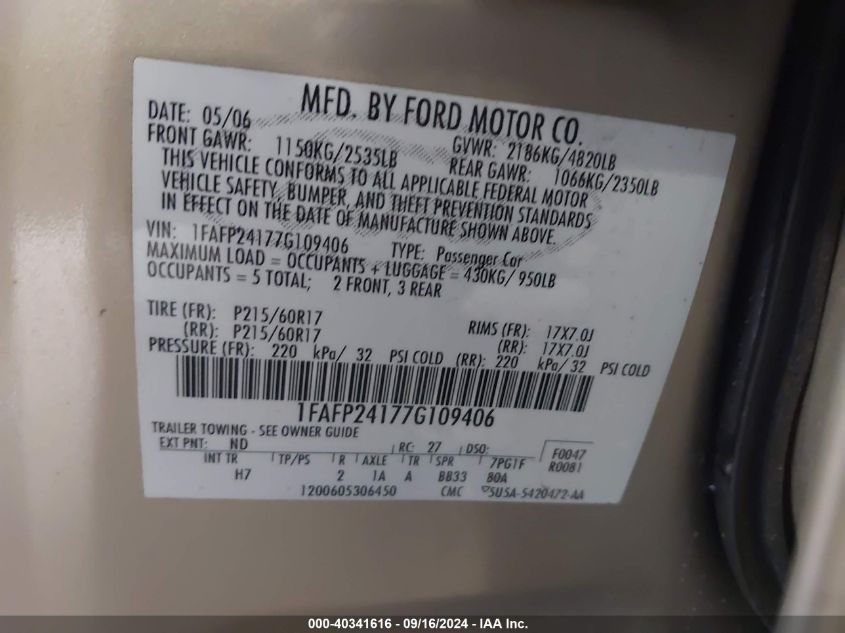 MFD. BY FORD MOTOR CO.
DATE: 05/06 GVWR: 2186KG/4820LB
FRONT GAWR: 1150KG/2535LB REAR GAWR: 1066KG/2350LB
THIS VEHICLE CONFORMS TO ALL APPLICABLE FEDERAL MOTOR
VEHICLE SAFETY, BUMPER, AND THEFT PREVENTION STANDARDS
IN EFFECT ON THE DATE OF MANUFACTURE SHOWN ABOVE.
VIN: 1FAFP24177G109406 TYPE: Passenger Car
MAXIMUM LOAD = OCCUPANTS + LUGGAGE = 430KG/ 950LB
OCCUPANTS = 5 TOTAL; 2 FRONT, 3 REAR
TIRE (FR): P215/60R17 RIMS (FR): 17X7.0J
(RR): P215/60R17 (RR): 17X7.0J
PRESSURE (FR): 220 kPa/ 32 PSI COLD (RR): 220 kPa/ 32 PSI COLD
1FAFP24177G109406
TRAILER TOWING - SEE OWNER GUIDE
EXT PNT: ND RC: 27 DSO: F0047
R0081
INT TR TP/PS R AXLE TR SPR 7PG1F
H7 2 1A A BB33 80A
1200605306450 CMC 5U5A-5420472-AA
000-40341616 - 09/16/2024 - IAA Inc.